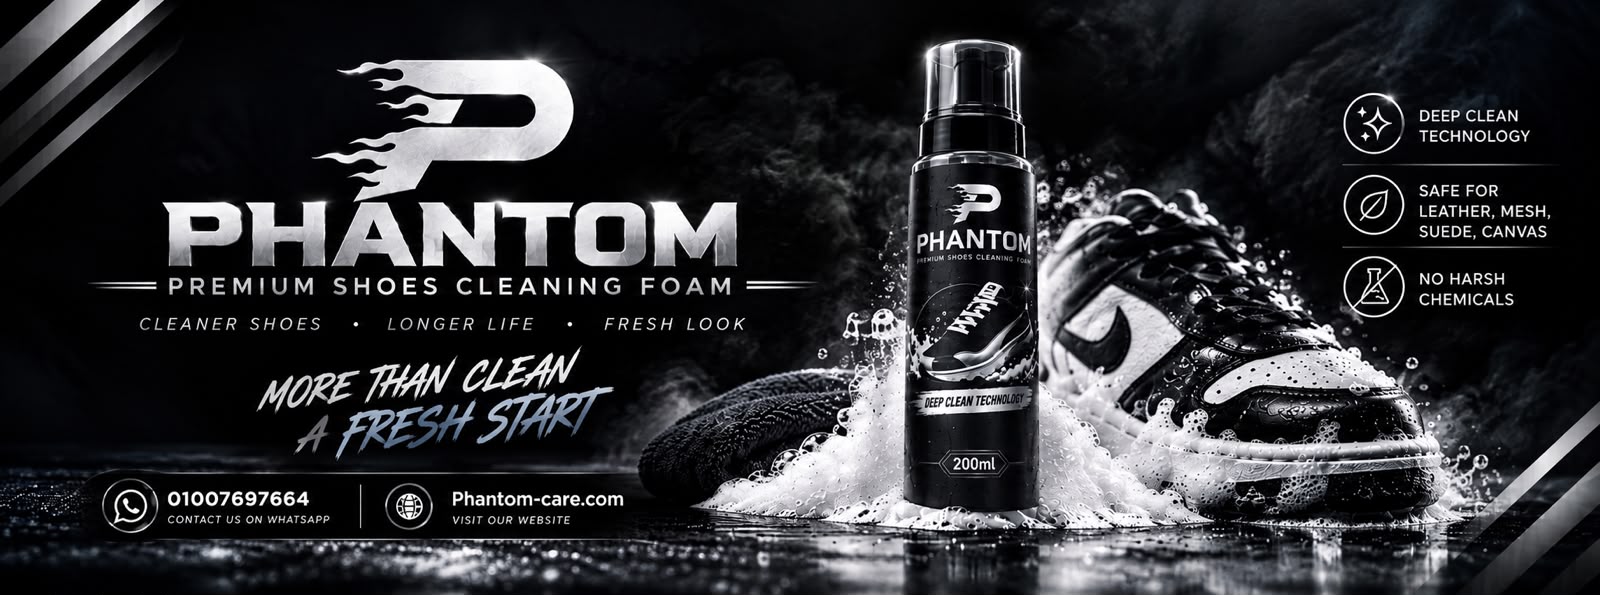 PHANTOM
PREMIUM SHOES CLEANING FOAM
CLEANER SHOES • LONGER LIFE • FRESH LOOK
MORE THAN CLEAN
A FRESH START
01007697664
CONTACT US ON WHATSAPP
Phantom-care.com
VISIT OUR WEBSITE
PHANTOM
PREMIUM SHOES CLEANING FOAM
DEEP CLEAN TECHNOLOGY
200ml
DEEP CLEAN
TECHNOLOGY
SAFE FOR
LEATHER, MESH,
SUEDE, CANVAS
NO HARSH
CHEMICALS